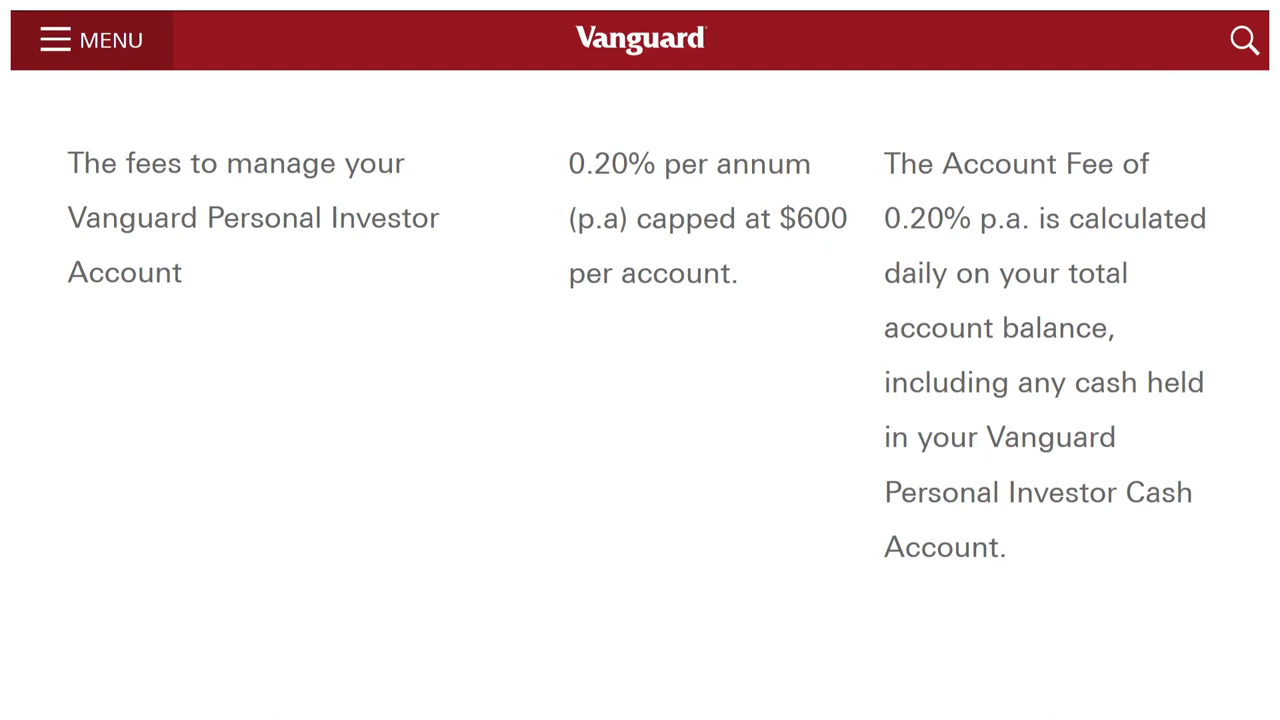 MENU
Vanguard
The fees to manage your
Vanguard Personal Investor
Account
0.20% per annum
(p.a) capped at $600
per account.
The Account Fee of
0.20% p.a. is calculated
daily on your total
account balance,
including any cash held
in your Vanguard
Personal Investor Cash
Account.